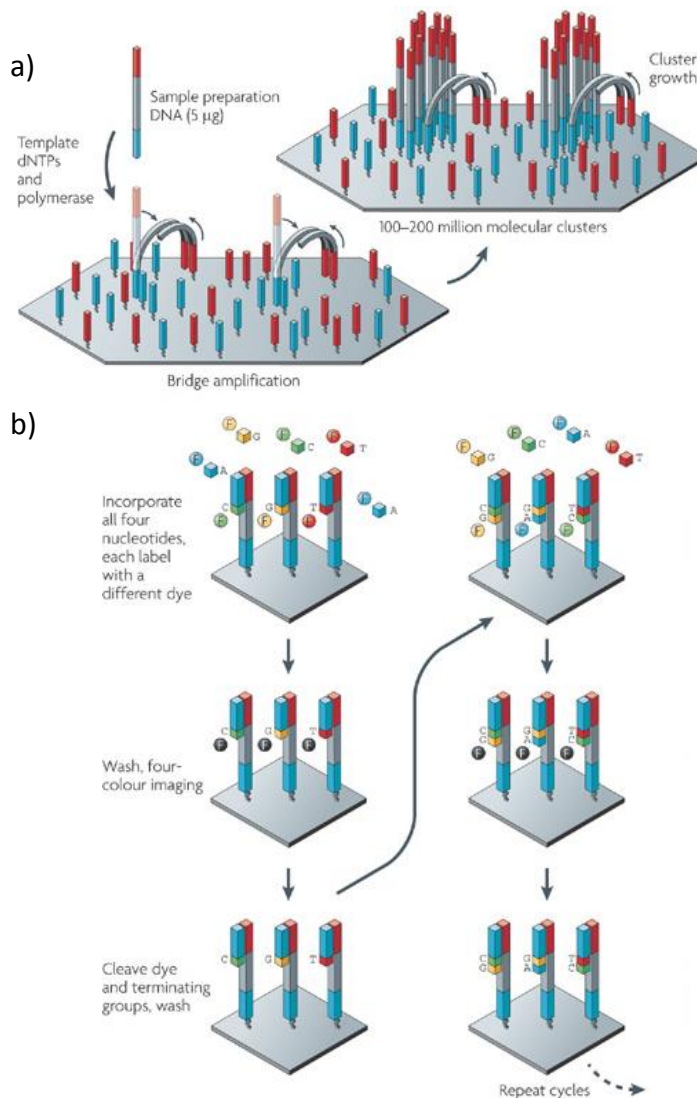 a)
Sample preparation
DNA (5 µg)
Template
dNTPs
and
polymerase
Bridge amplification
Cluster
growth
100–200 million molecular clusters
b)
F G F C F T
F A
C G T F A
F F F
Incorporate
all four
nucleotides,
each label
with a
different dye
F A
F G F C F T
C G T
G A C
F F F
Wash, four-
colour imaging
C G T
F F F
C G T
G A C
F F F
Cleave dye
and terminating
groups, wash
C G T
C G T
G A C
Repeat cycles